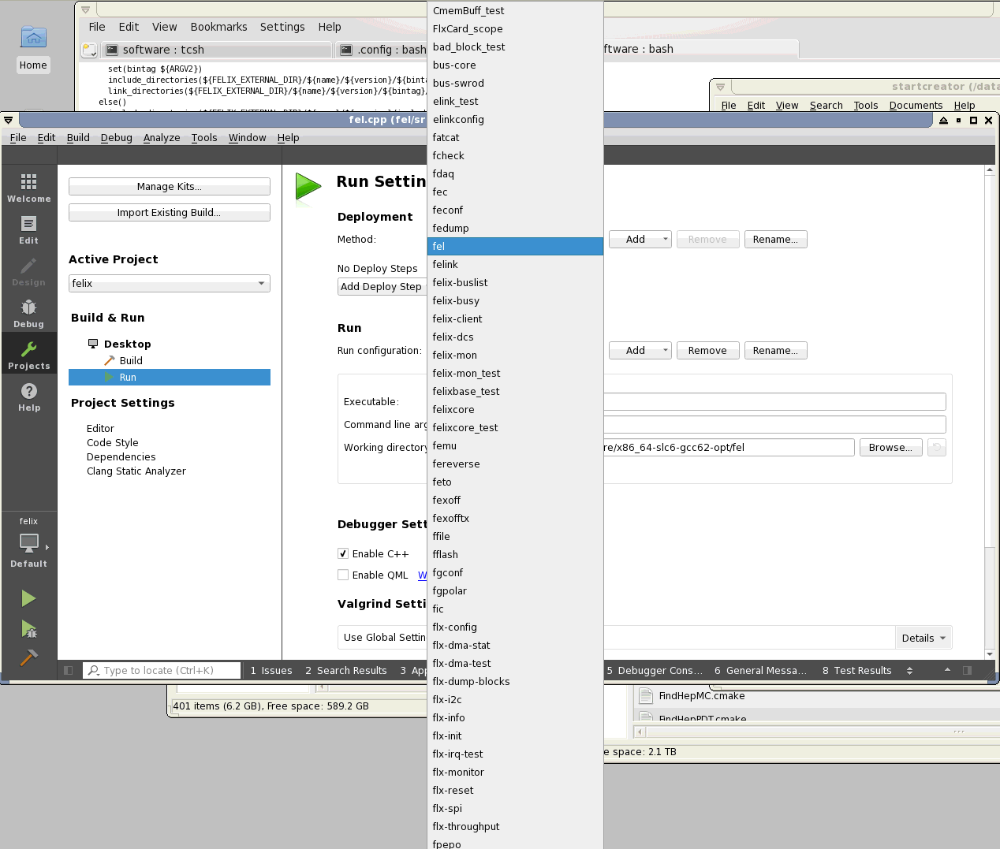 Home
File Edit View Bookmarks Settings Help
software : tcsh
.config : bash
ftware : bash
set(bintag ${ARGV2})
include_directories(${FELIX_EXTERNAL_DIR}/${name}/${version}/${binta
link_directories(${FELIX_EXTERNAL_DIR}/${name}/${version}/${bintag}/
else()
startcreator (/data
File Edit View Search Tools Documents Help
fel.cpp (fel/sr
File Edit Build Debug Analyze Tools Window Help
Welcome
Edit
Design
Debug
Projects
Help
felix
Default
Manage Kits...
Import Existing Build...
Active Project
felix
Build & Run
Desktop
Build
Run
Project Settings
Editor
Code Style
Dependencies
Clang Static Analyzer
Run Settin
Deployment
Method:
Add
Remove
Rename...
No Deploy Steps
Add Deploy Step
Run
Run configuration:
Add
Remove
Rename...
Executable:
Command line arg
Working directory
re/x86_64-slc6-gcc62-opt/fel
Browse...
Debugger Sett
Enable C++
Enable QML
W
Valgrind Setti
Use Global Settin
Details
CmemBuff_test
FlxCard_scope
bad_block_test
bus-core
bus-swrod
elink_test
elinkconfig
fatcat
fcheck
fdaq
fec
feconf
fedump
fel
felink
felix-buslist
felix-busy
felix-client
felix-dcs
felix-mon
felix-mon_test
felixbase_test
felixcore
felixcore_test
femu
fereverse
feto
fexoff
fexofftx
ffile
fflash
fgconf
fgpolar
fic
flx-config
flx-dma-stat
flx-dma-test
flx-dump-blocks
flx-i2c
flx-info
flx-init
flx-irq-test
flx-monitor
flx-reset
flx-spi
flx-throughput
fpepo
Type to locate (Ctrl+K)
1 Issues
2 Search Results
3 App
5 Debugger Cons...
6 General Messa...
8 Test Results
401 items (6.2 GB), Free space: 589.2 GB
FindHepMC.cmake
FindHepPDT.cmake
e space: 2.1 TB